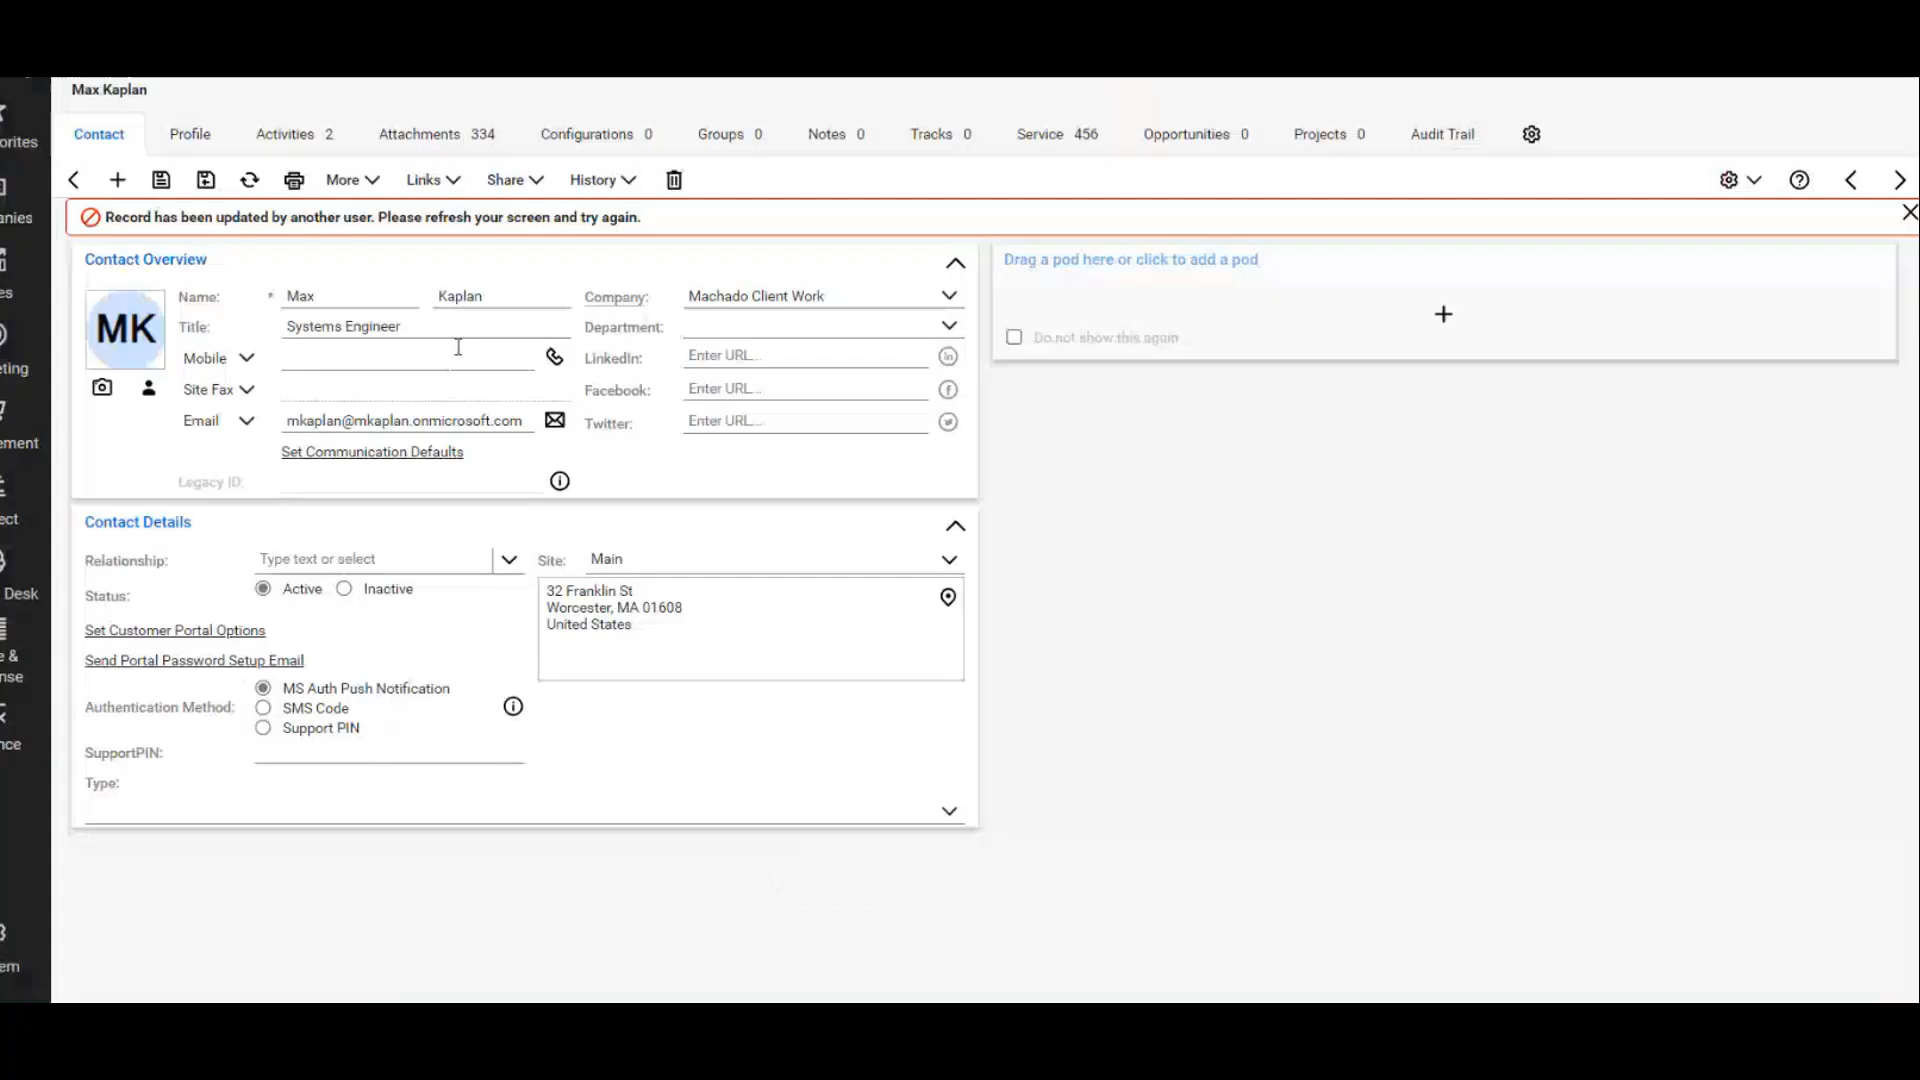 Max Kaplan
Contact Profile Activities 2 Attachments 334 Configurations 0 Groups 0 Notes 0 Tracks 0 Service 456 Opportunities 0 Projects 0 Audit Trail
More Links Share History
Record has been updated by another user. Please refresh your screen and try again.
orites
anies
es
eting
ement
ect
Desk
e &
nse
nce
em
Contact Overview
MK
Name: * Max Kaplan
Title: Systems Engineer
Mobile
Site Fax
Email mkaplan@mkaplan.onmicrosoft.com
Set Communication Defaults
Legacy ID:
Company: Machado Client Work
Department:
LinkedIn: Enter URL...
Facebook: Enter URL...
Twitter: Enter URL...
Drag a pod here or click to add a pod
Do not show this again
Contact Details
Relationship: Type text or select
Status: Active Inactive
Set Customer Portal Options
Send Portal Password Setup Email
Authentication Method: MS Auth Push Notification
SMS Code
Support PIN
SupportPIN:
Type:
Site: Main
32 Franklin St
Worcester, MA 01608
United States